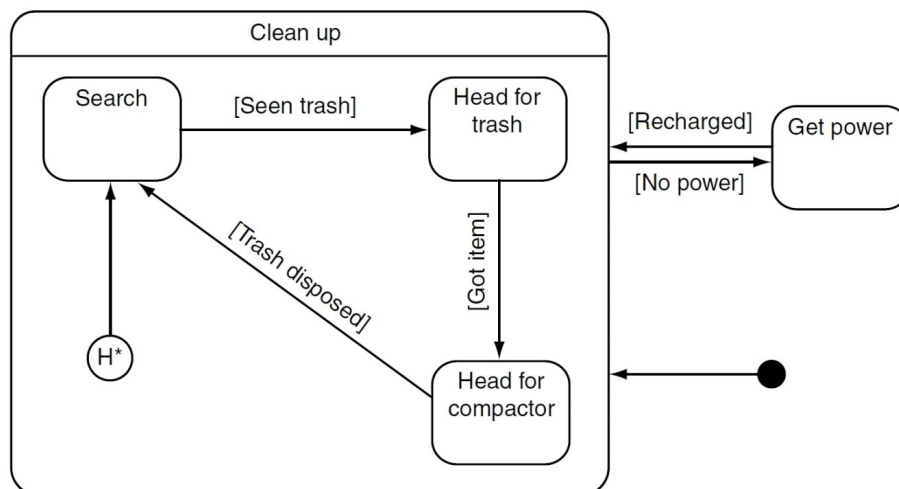 Clean up
Search
[Seen trash]
Head for
trash
[Recharged]
Get power
[No power]
[Got item]
[Trash disposed]
H*
Head for
compactor